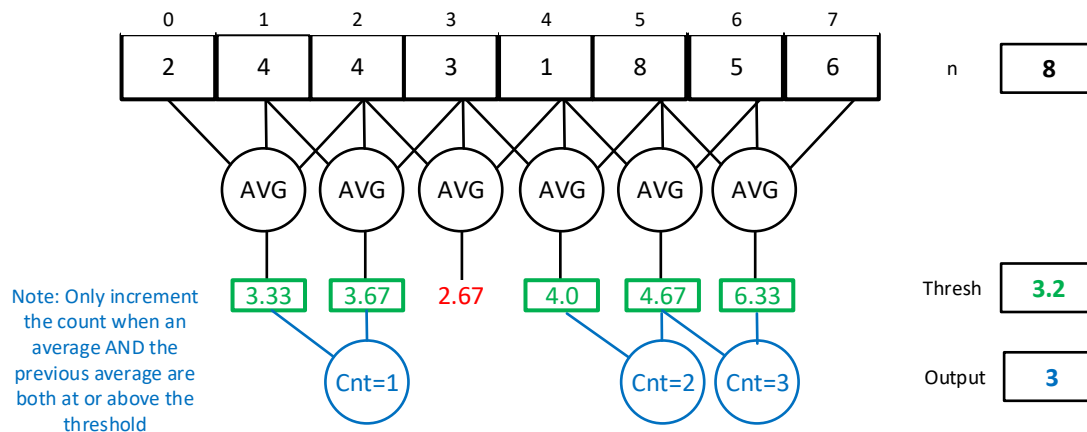 0 1 2 3 4 5 6 7
2 4 4 3 1 8 5 6
n 8
AVG AVG AVG AVG AVG AVG
3.33 3.67 2.67 4.0 4.67 6.33
Thresh 3.2
Note: Only increment
the count when an
average AND the
previous average are
both at or above the
threshold
Cnt=1 Cnt=2 Cnt=3
Output 3